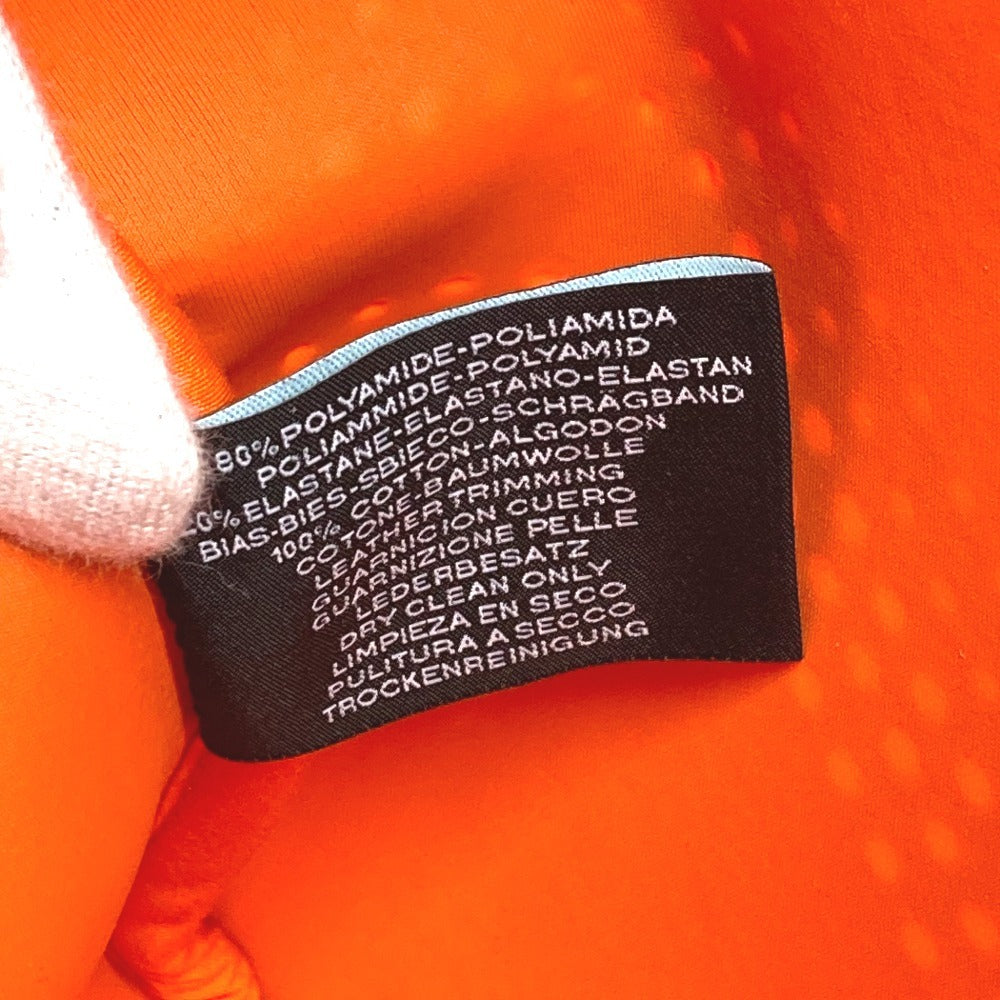 80% POLYAMIDE-POLIAMIDA
POLIAMMIDE-POLYAMID
20% ELASTANE-ELASTANO-ELASTAN
BIAS-BIES-SBIECO-SCHRAGBAND
100% COTTON-ALGODON
COTONE-BAUMWOLLE
LEATHER TRIMMING
GUARNICION CUERO
GUARNIZIONE PELLE
LEDERBESATZ
DRY CLEAN ONLY
LIMPIEZA EN SECO
PULITURA A SECCO
TROCKENREINIGUNG